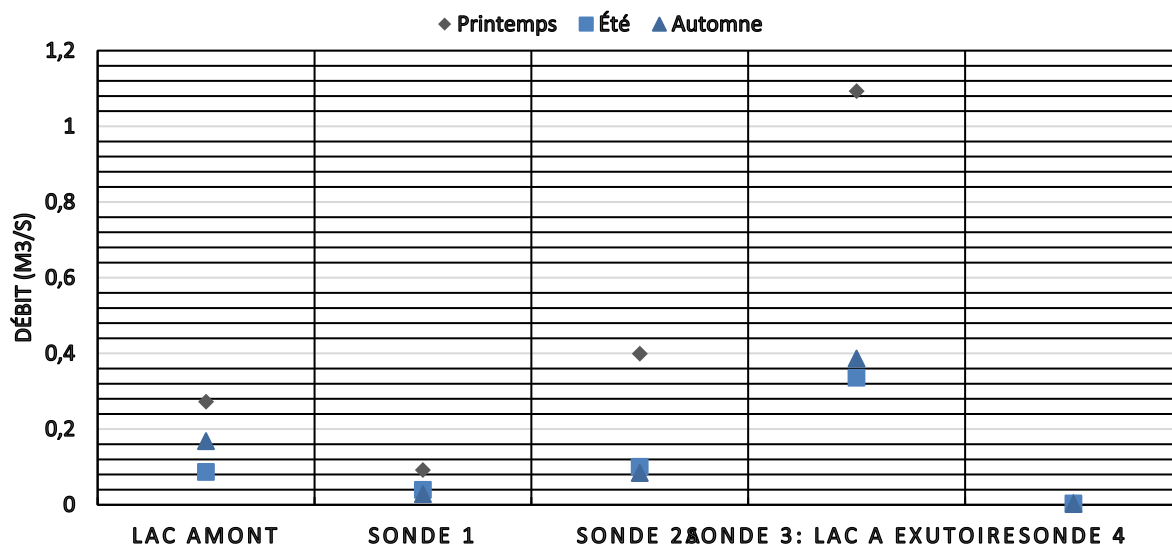 Printemps Été Automne
1,2
1
0,8
0,6
0,4
0,2
0
DÉBIT (M3/S)
LAC AMONT SONDE 1 SONDE 2A SONDE 3: LAC A EXUTOIRE SONDE 4